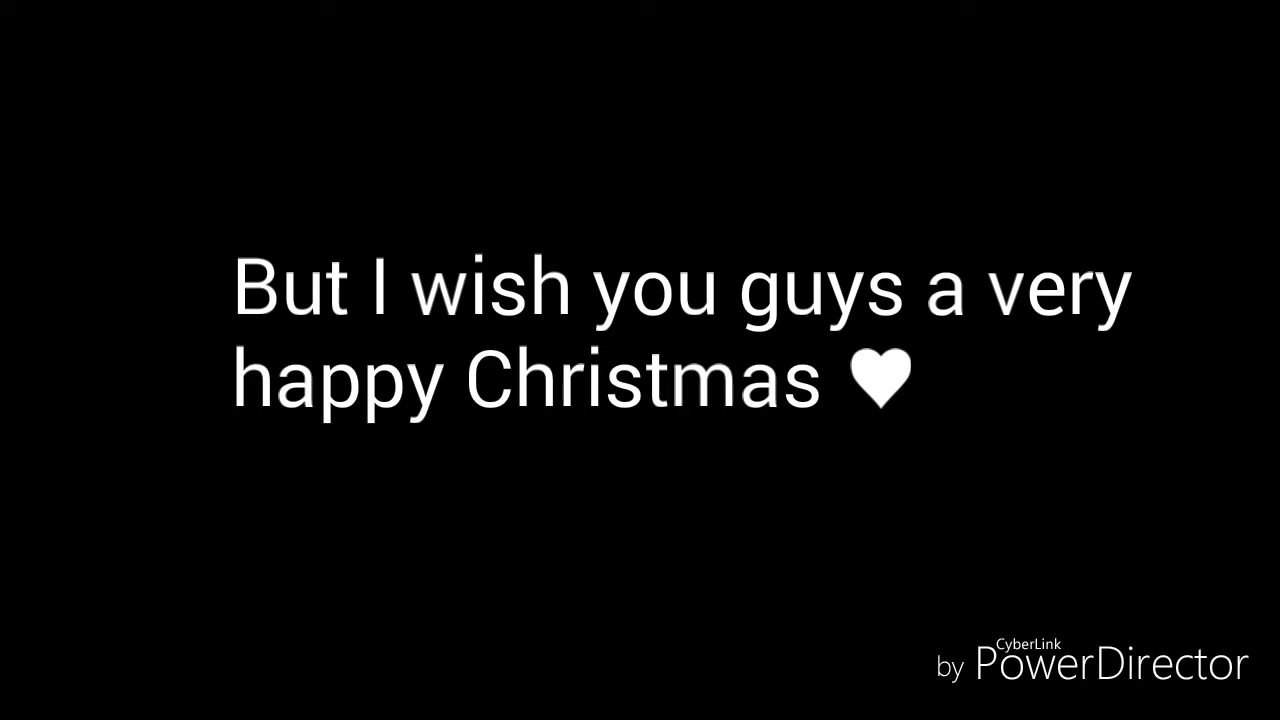 But I wish you guys a very
happy Christmas ♥
CyberLink
by PowerDirector